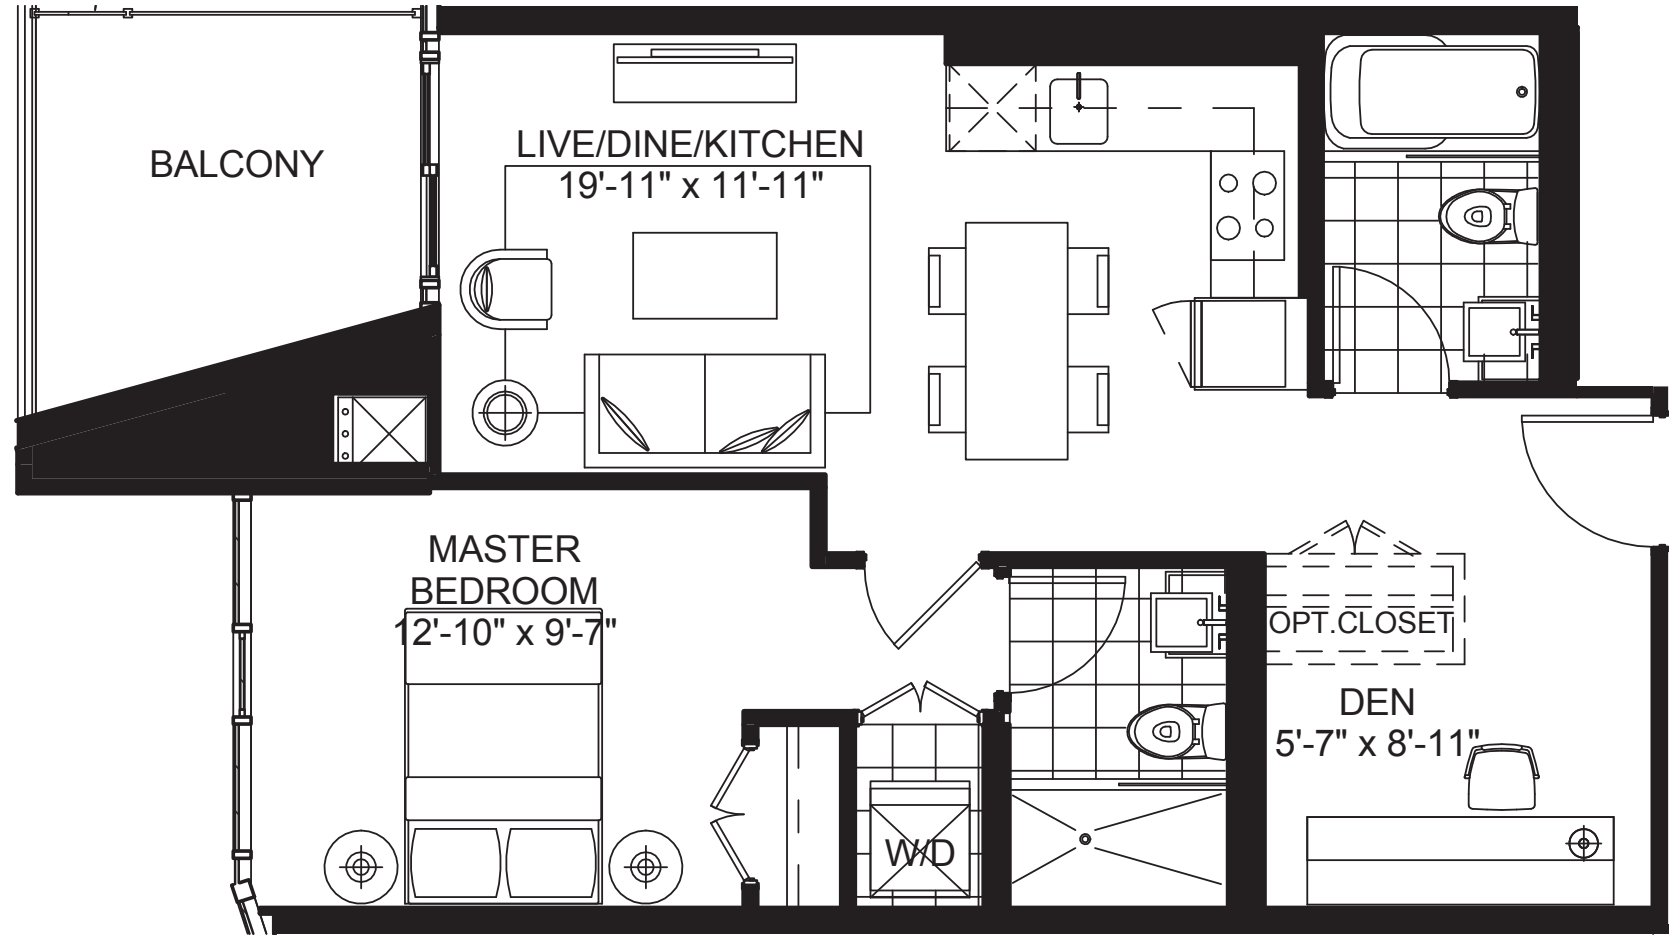 BALCONY
LIVE/DINE/KITCHEN
19'-11" x 11'-11"
MASTER
BEDROOM
12'-10" x 9'-7"
OPT.CLOSET
DEN
5'-7" x 8'-11"
W/D